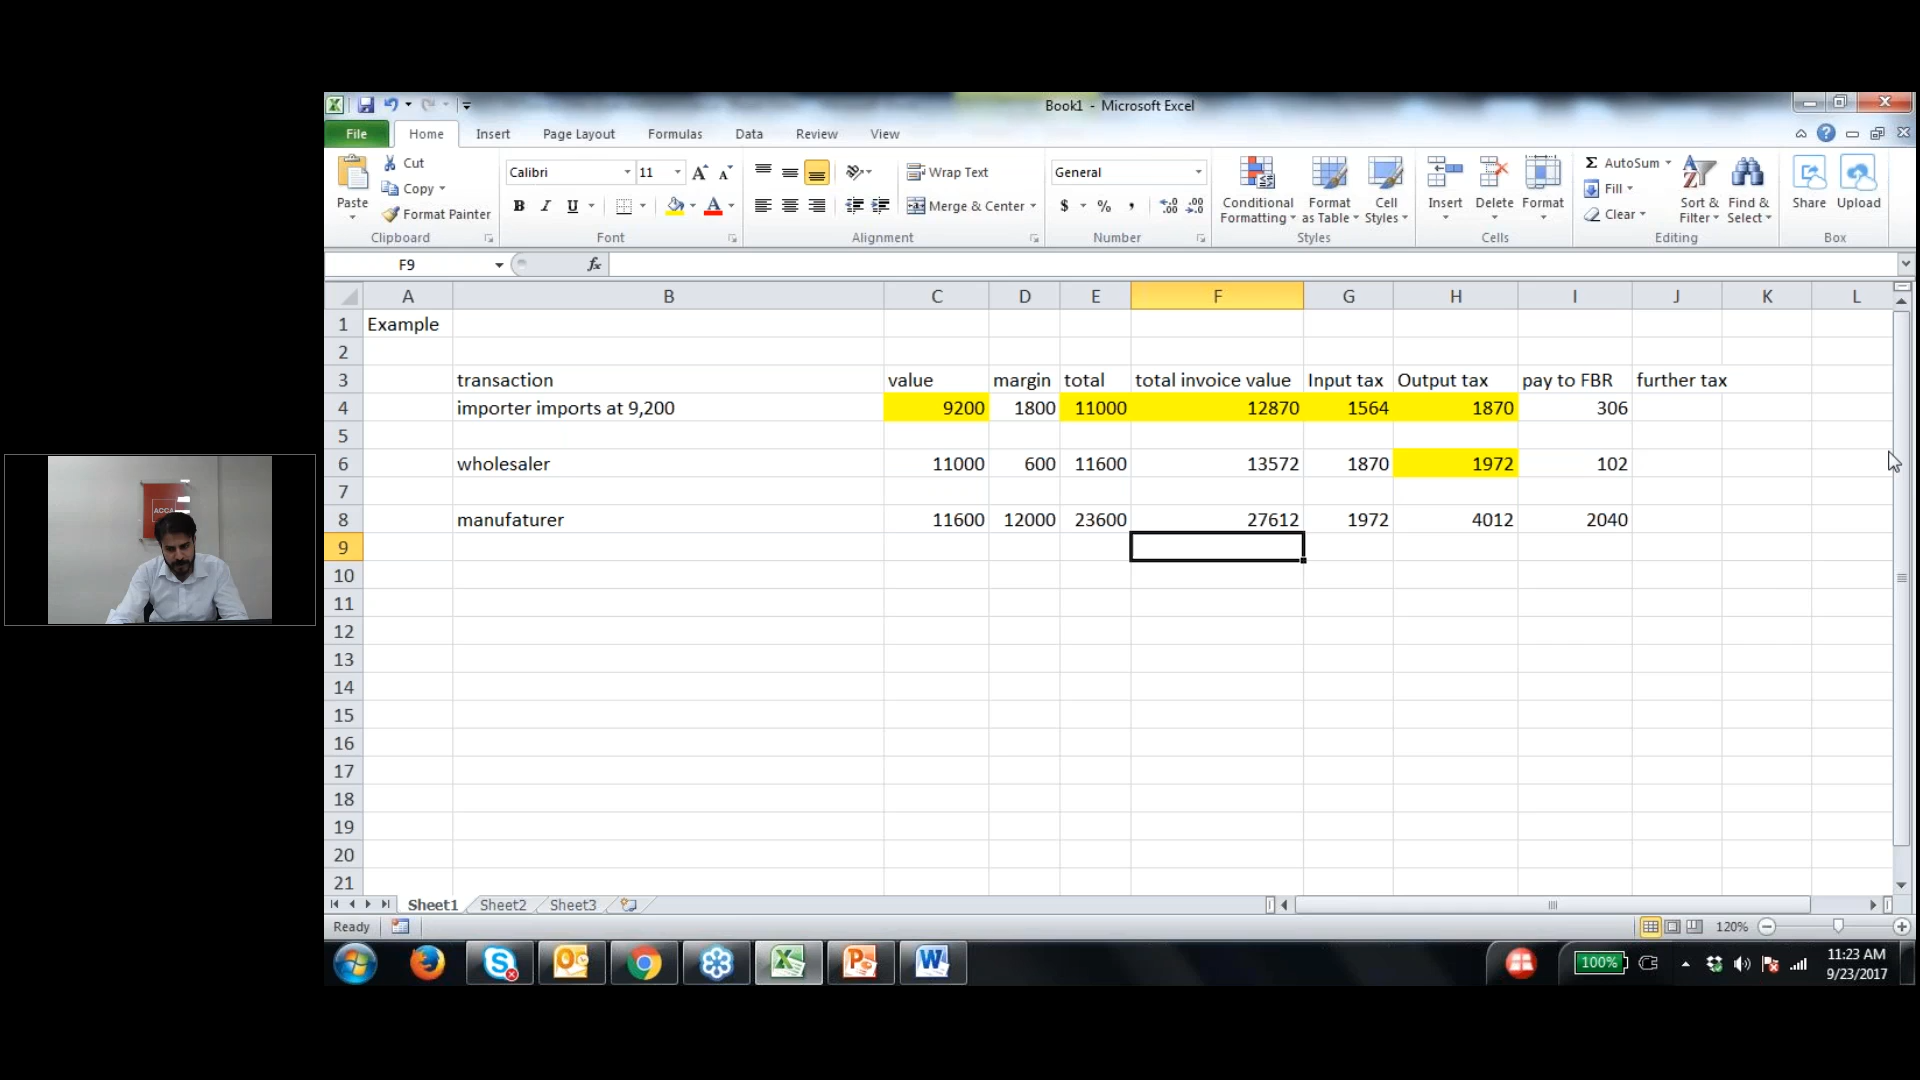 Book1 - Microsoft Excel
File Home Insert Page Layout Formulas Data Review View
Paste
Cut
Copy
Format Painter
Clipboard
Calibri 11
B I U
Font
Wrap Text
Merge & Center
Alignment
General
$ % ,
Number
Conditional Formatting
Format as Table
Cell Styles
Styles
Insert Delete Format
Cells
AutoSum
Fill
Clear
Sort & Filter
Find & Select
Editing
Share Upload
Box
F9 fx
A B C D E F G H I J K L
1 Example
2
3 transaction value margin total total invoice value Input tax Output tax pay to FBR further tax
4 importer imports at 9,200 9200 1800 11000 12870 1564 1870 306
5
6 wholesaler 11000 600 11600 13572 1870 1972 102
7
8 manufaturer 11600 12000 23600 27612 1972 4012 2040
9
10
11
12
13
14
15
16
17
18
19
20
21
ACCA
Sheet1 Sheet2 Sheet3
Ready 120%
100%
11:23 AM
9/23/2017